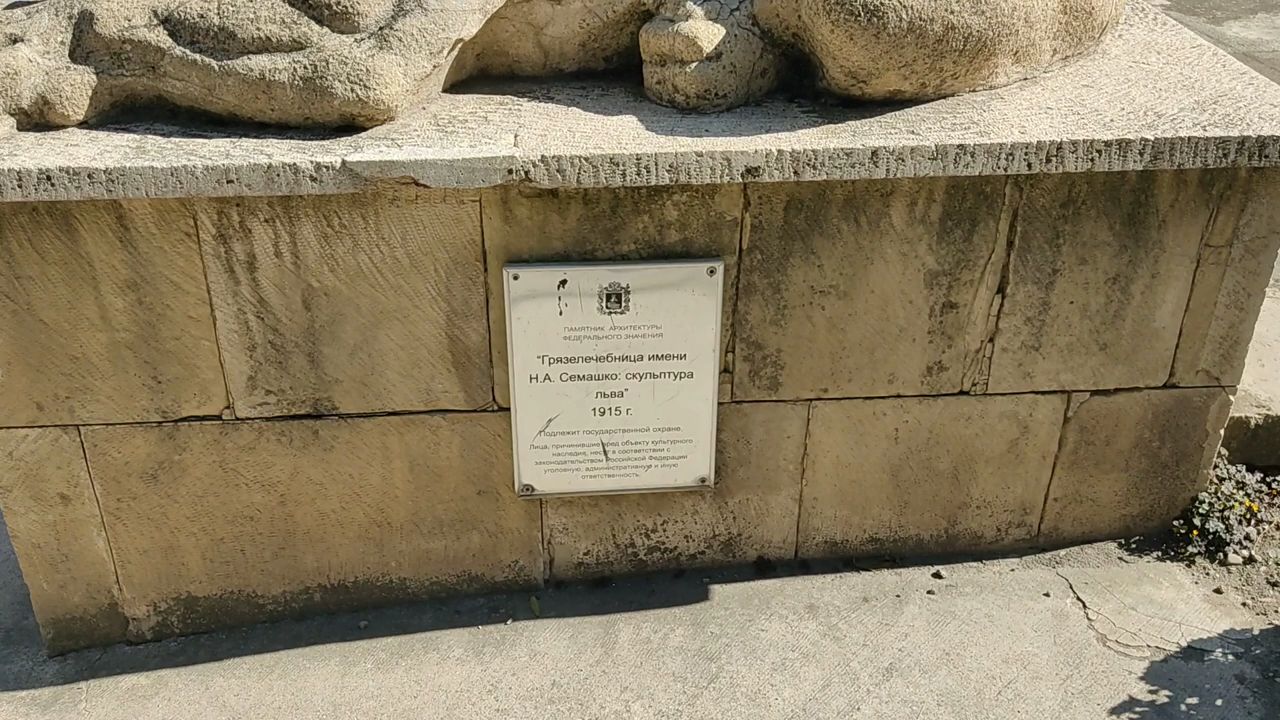 ПАМЯТНИК АРХИТЕКТУРЫ
ФЕДЕРАЛЬНОГО ЗНАЧЕНИЯ
"Грязелечебница имени
Н.А. Семашко: скульптура
льва"
1915 г.
Подлежит государственной охране.
Лица, причинившие вред объекту культурного
наследия, несут в соответствии с
законодательством Российской Федерации
уголовную, административную и иную
ответственность.